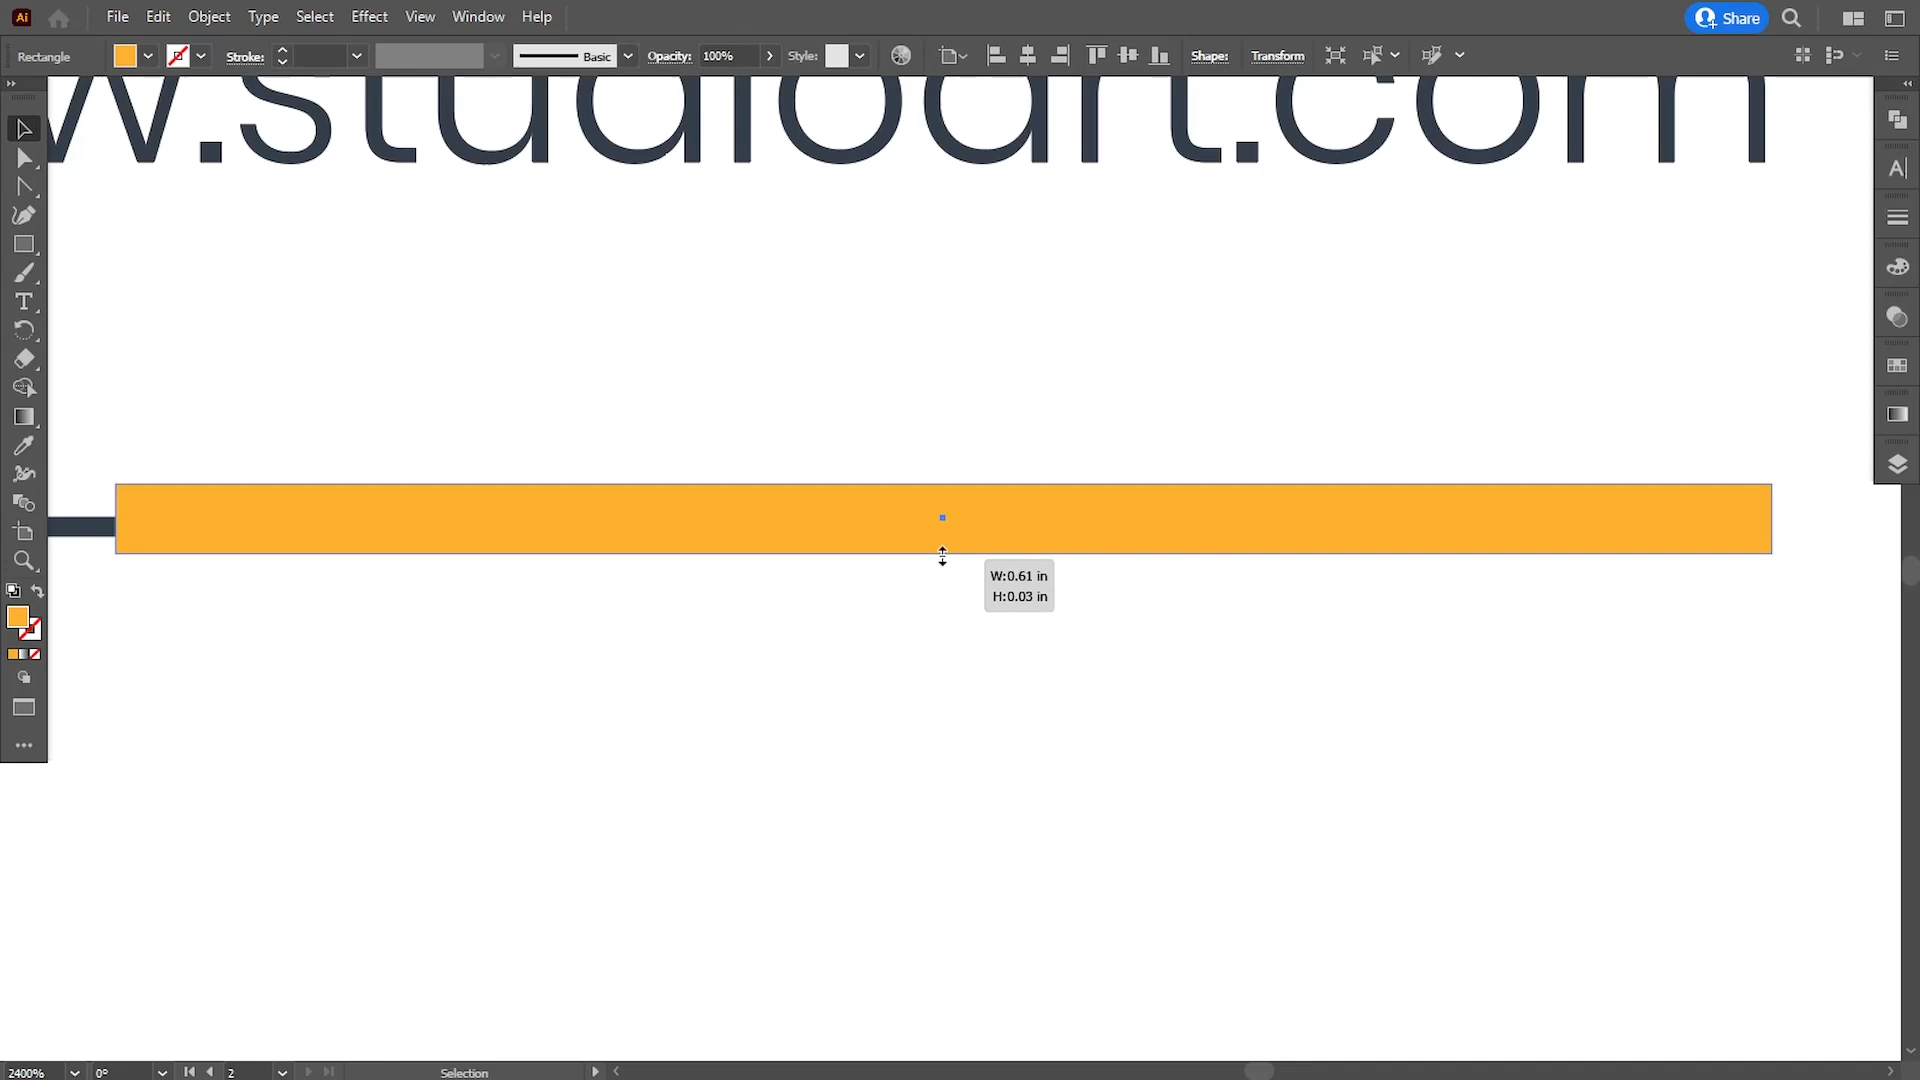 Ai File Edit Object Type Select Effect View Window Help Share
Rectangle Stroke: Basic Opacity: 100% Style: Shape: Transform
w.studioart.com
W:0.61 in
H:0.03 in
2400% 0° 2 Selection